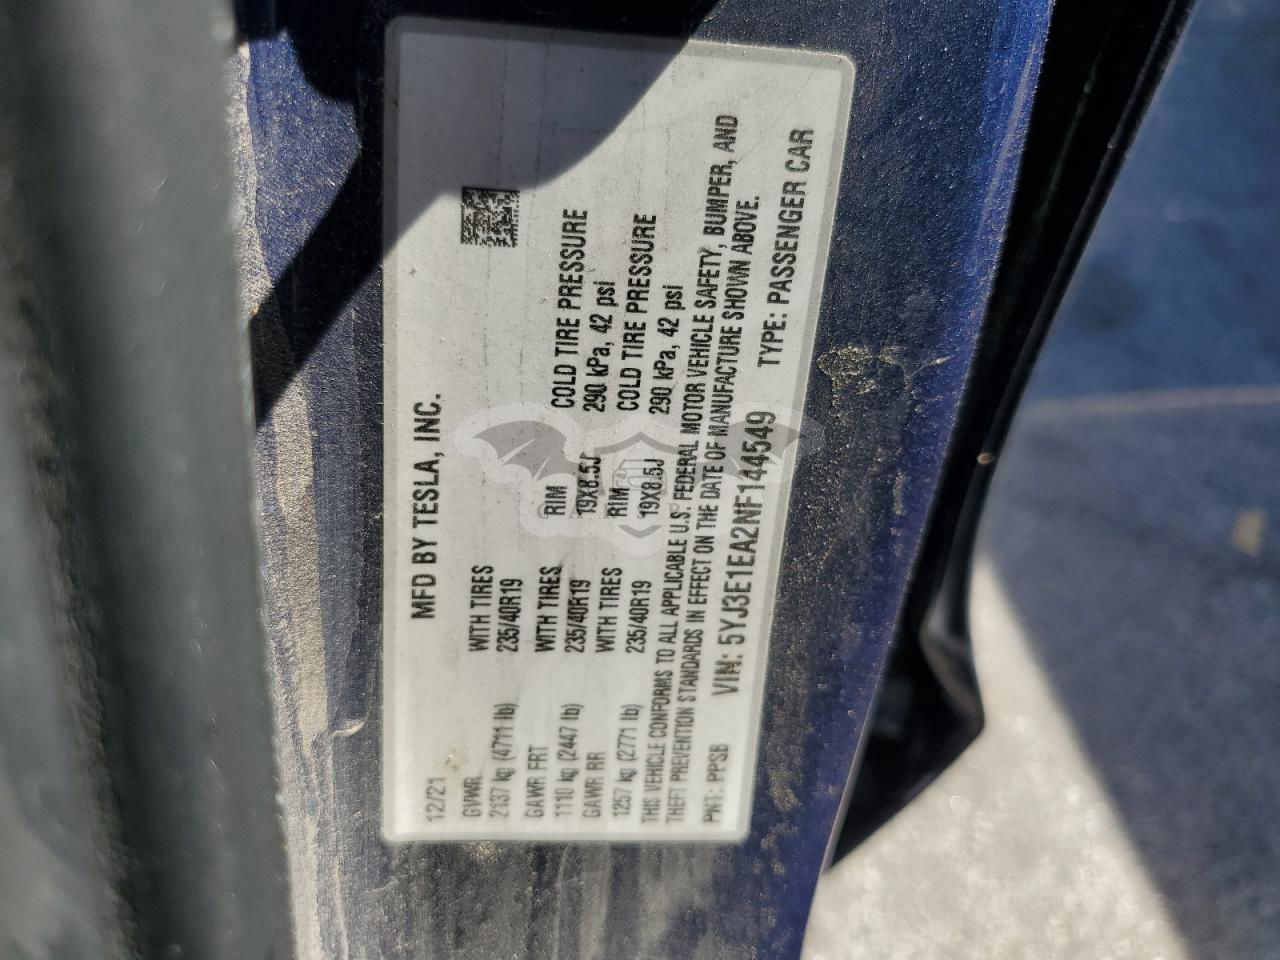 MFD BY TESLA, INC.
12/21
GVWR
2137 kg (4711 lb)
WITH TIRES
235/40R19
RIM
19X8.5J
COLD TIRE PRESSURE
290 kPa, 42 psi
GAWR FRT
1110 kg (2447 lb)
WITH TIRES
235/40R19
RIM
19X8.5J
COLD TIRE PRESSURE
290 kPa, 42 psi
GAWR RR
1257 kg (2771 lb)
WITH TIRES
235/40R19
THIS VEHICLE CONFORMS TO ALL APPLICABLE U.S. FEDERAL MOTOR VEHICLE SAFETY, BUMPER, AND
THEFT PREVENTION STANDARDS IN EFFECT ON THE DATE OF MANUFACTURE SHOWN ABOVE.
PNT: PPSB
VIN: 5YJ3E1EA2NF144549
TYPE: PASSENGER CAR